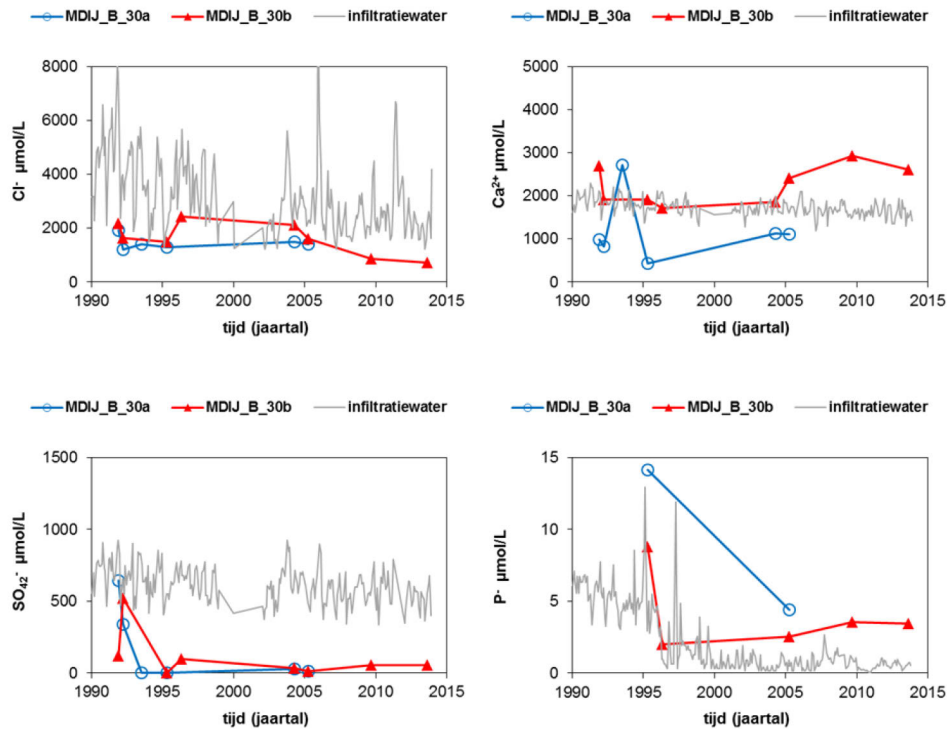 MDIJ_B_30a MDIJ_B_30b infiltratiewater
Cl⁻ µmol/L
8000
6000
4000
2000
0
1990 1995 2000 2005 2010 2015
tijd (jaartal)
MDIJ_B_30a MDIJ_B_30b infiltratiewater
Ca²⁺ µmol/L
5000
4000
3000
2000
1000
0
1990 1995 2000 2005 2010 2015
tijd (jaartal)
MDIJ_B_30a MDIJ_B_30b infiltratiewater
SO₄₂⁻ µmol/L
1500
1000
500
0
1990 1995 2000 2005 2010 2015
tijd (jaartal)
MDIJ_B_30a MDIJ_B_30b infiltratiewater
P⁻ µmol/L
15
10
5
0
1990 1995 2000 2005 2010 2015
tijd (jaartal)